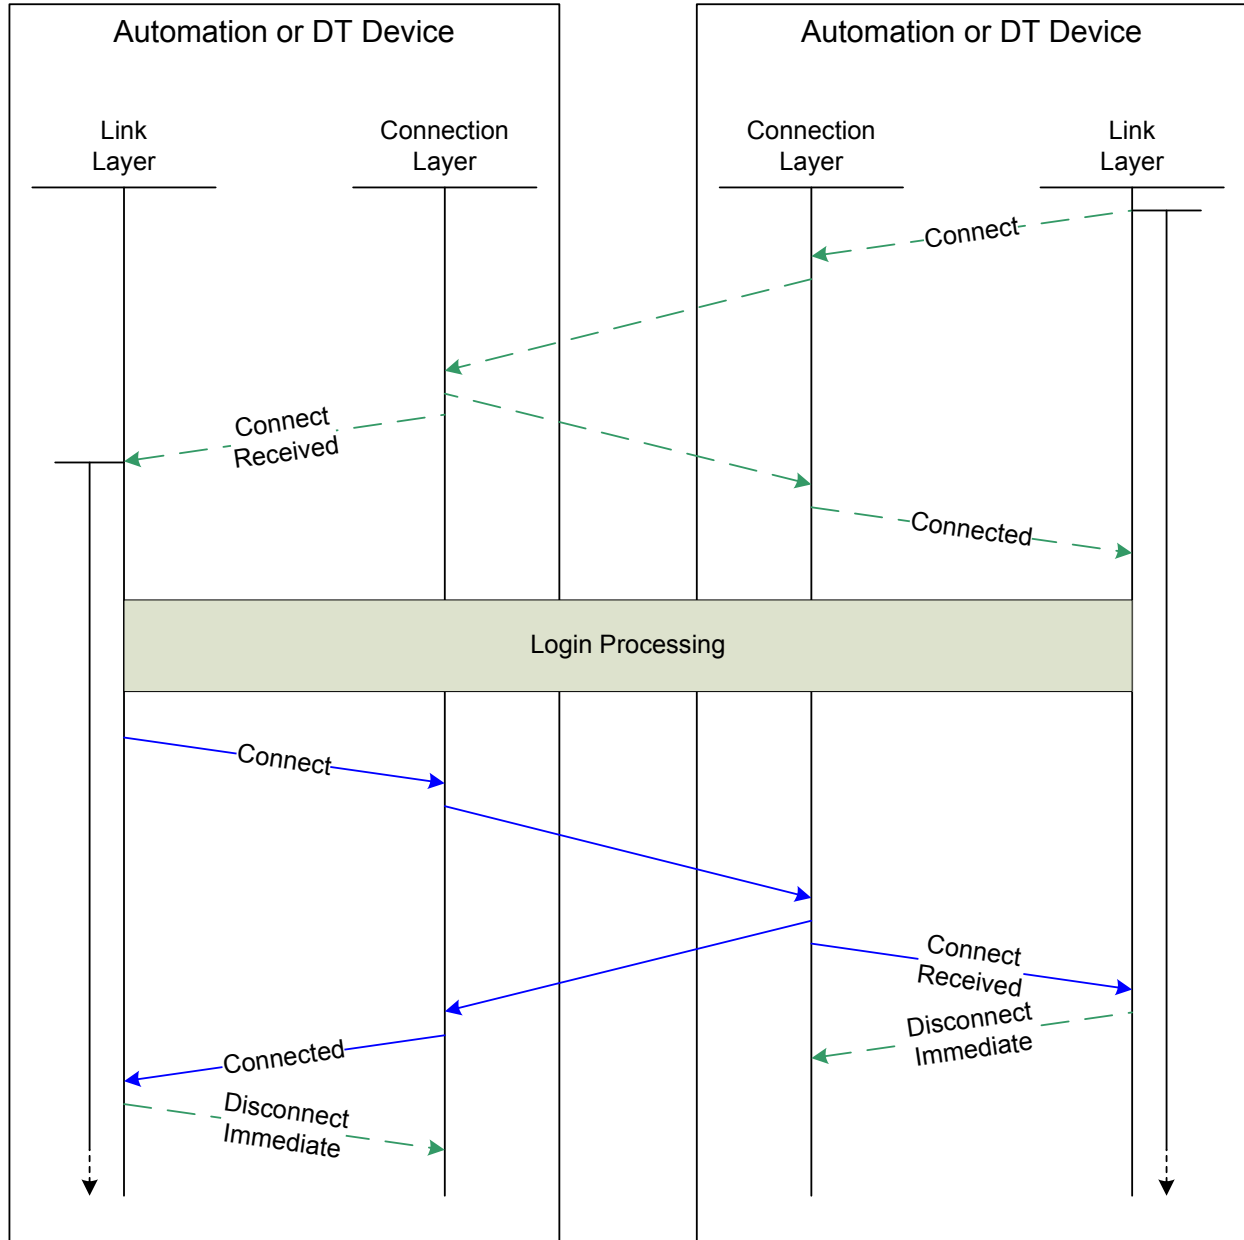 Automation or DT Device
Automation or DT Device
Link
Layer
Connection
Layer
Connection
Layer
Link
Layer
Connect
Connect
Received
Connected
Login Processing
Connect
Connect
Received
Disconnect
Immediate
Connected
Disconnect
Immediate